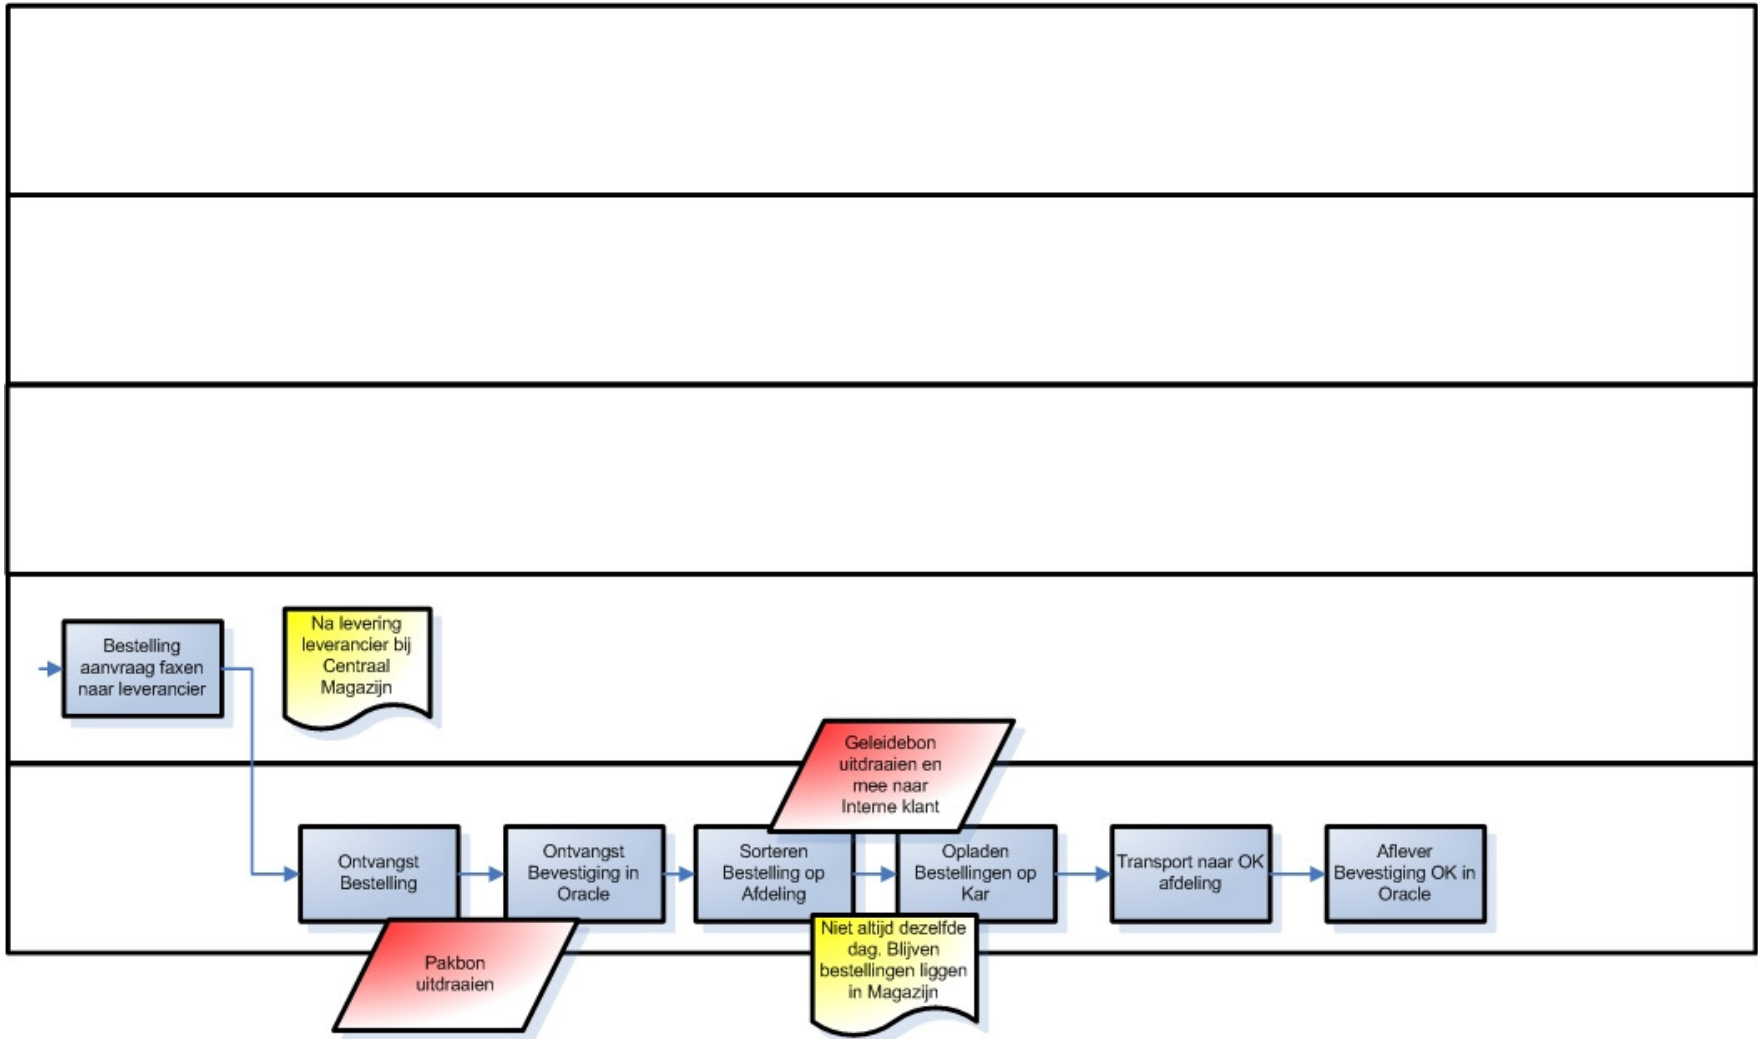 Bestelling
aanvraag faxen
naar leverancier
Na levering
leverancier bij
Centraal
Magazijn
Geleidebon
uitdraaien en
mee naar
Interne klant
Ontvangst
Bestelling
Ontvangst
Bevestiging in
Oracle
Sorteren
Bestelling op
Afdeling
Opladen
Bestellingen op
Kar
Transport naar OK
afdeling
Aflever
Bevestiging OK in
Oracle
Pakbon
uitdraaien
Niet altijd dezelfde
dag. Blijven
bestellingen liggen
in Magazijn